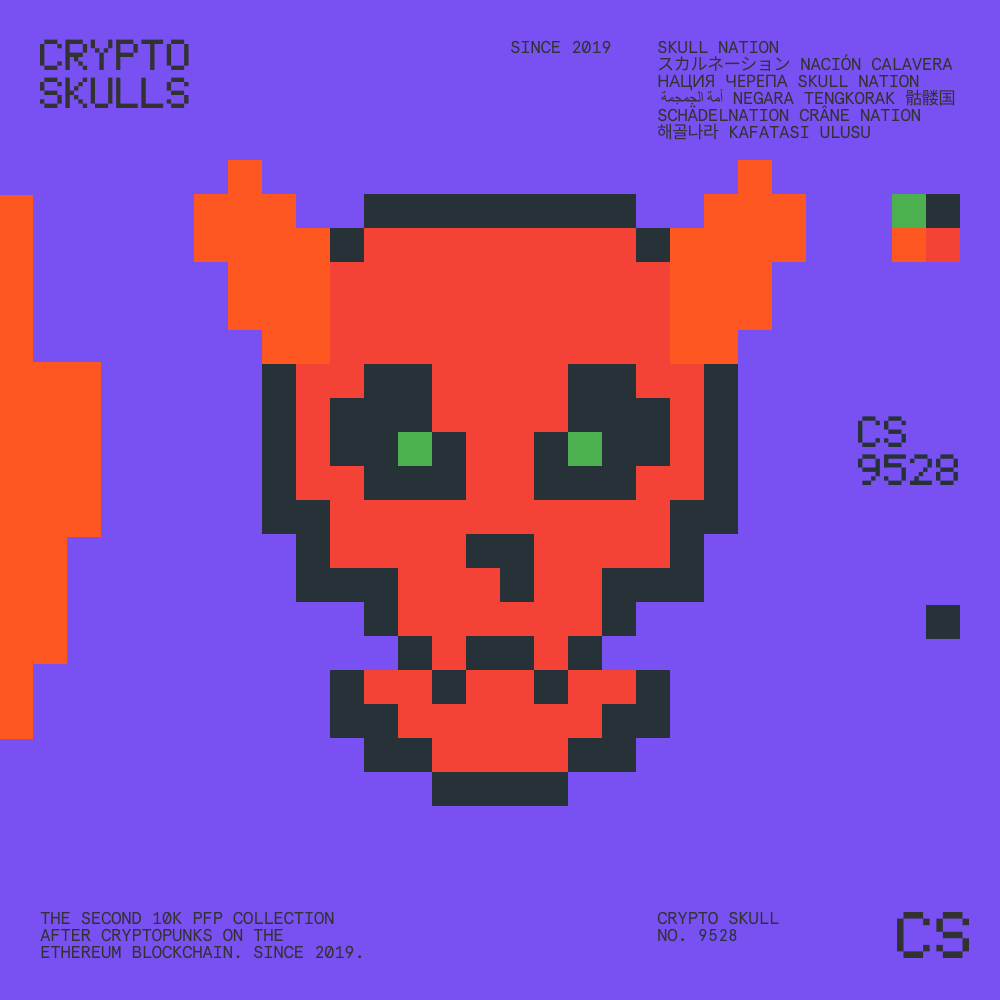 CRYPTO
SKULLS
SINCE 2019
SKULL NATION
スカルネーション NACIÓN CALAVERA
НАЦИЯ ЧЕРЕПА SKULL NATION
أمة الجمجمة NEGARA TENGKORAK 骷髅国
SCHÄDELNATION CRÂNE NATION
해골나라 KAFATASI ULUSU
CS
9528
THE SECOND 10K PFP COLLECTION
AFTER CRYPTOPUNKS ON THE
ETHEREUM BLOCKCHAIN. SINCE 2019.
CRYPTO SKULL
NO. 9528
CS